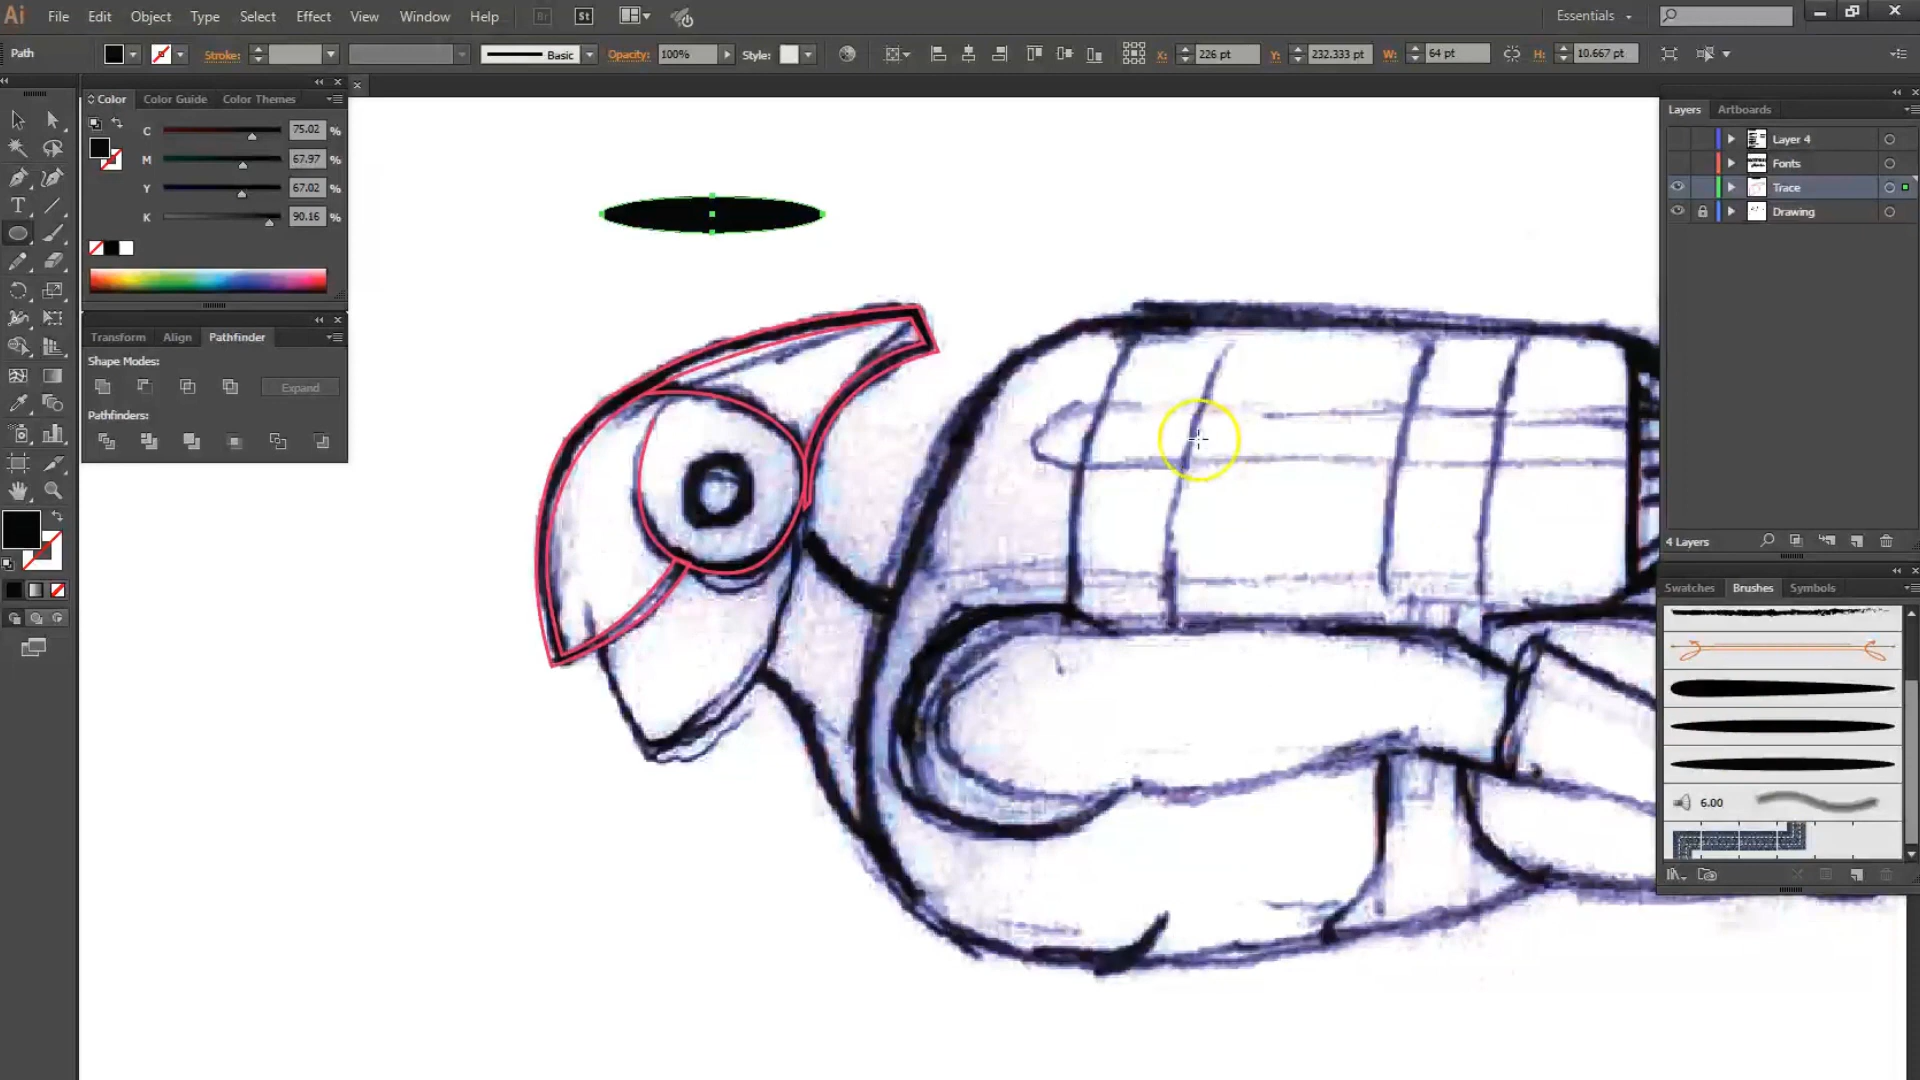 Ai File Edit Object Type Select Effect View Window Help Br St Essentials
Path Stroke: Basic Opacity: 100% Style: X: 226 pt Y: 232.333 pt W: 64 pt H: 10.667 pt
Color Color Guide Color Themes
C 75.02 %
M 67.97 %
Y 67.02 %
K 90.16 %
Transform Align Pathfinder
Shape Modes:
Expand
Pathfinders:
Layers Artboards
Layer 4
Fonts
Trace
Drawing
4 Layers
Swatches Brushes Symbols
6.00